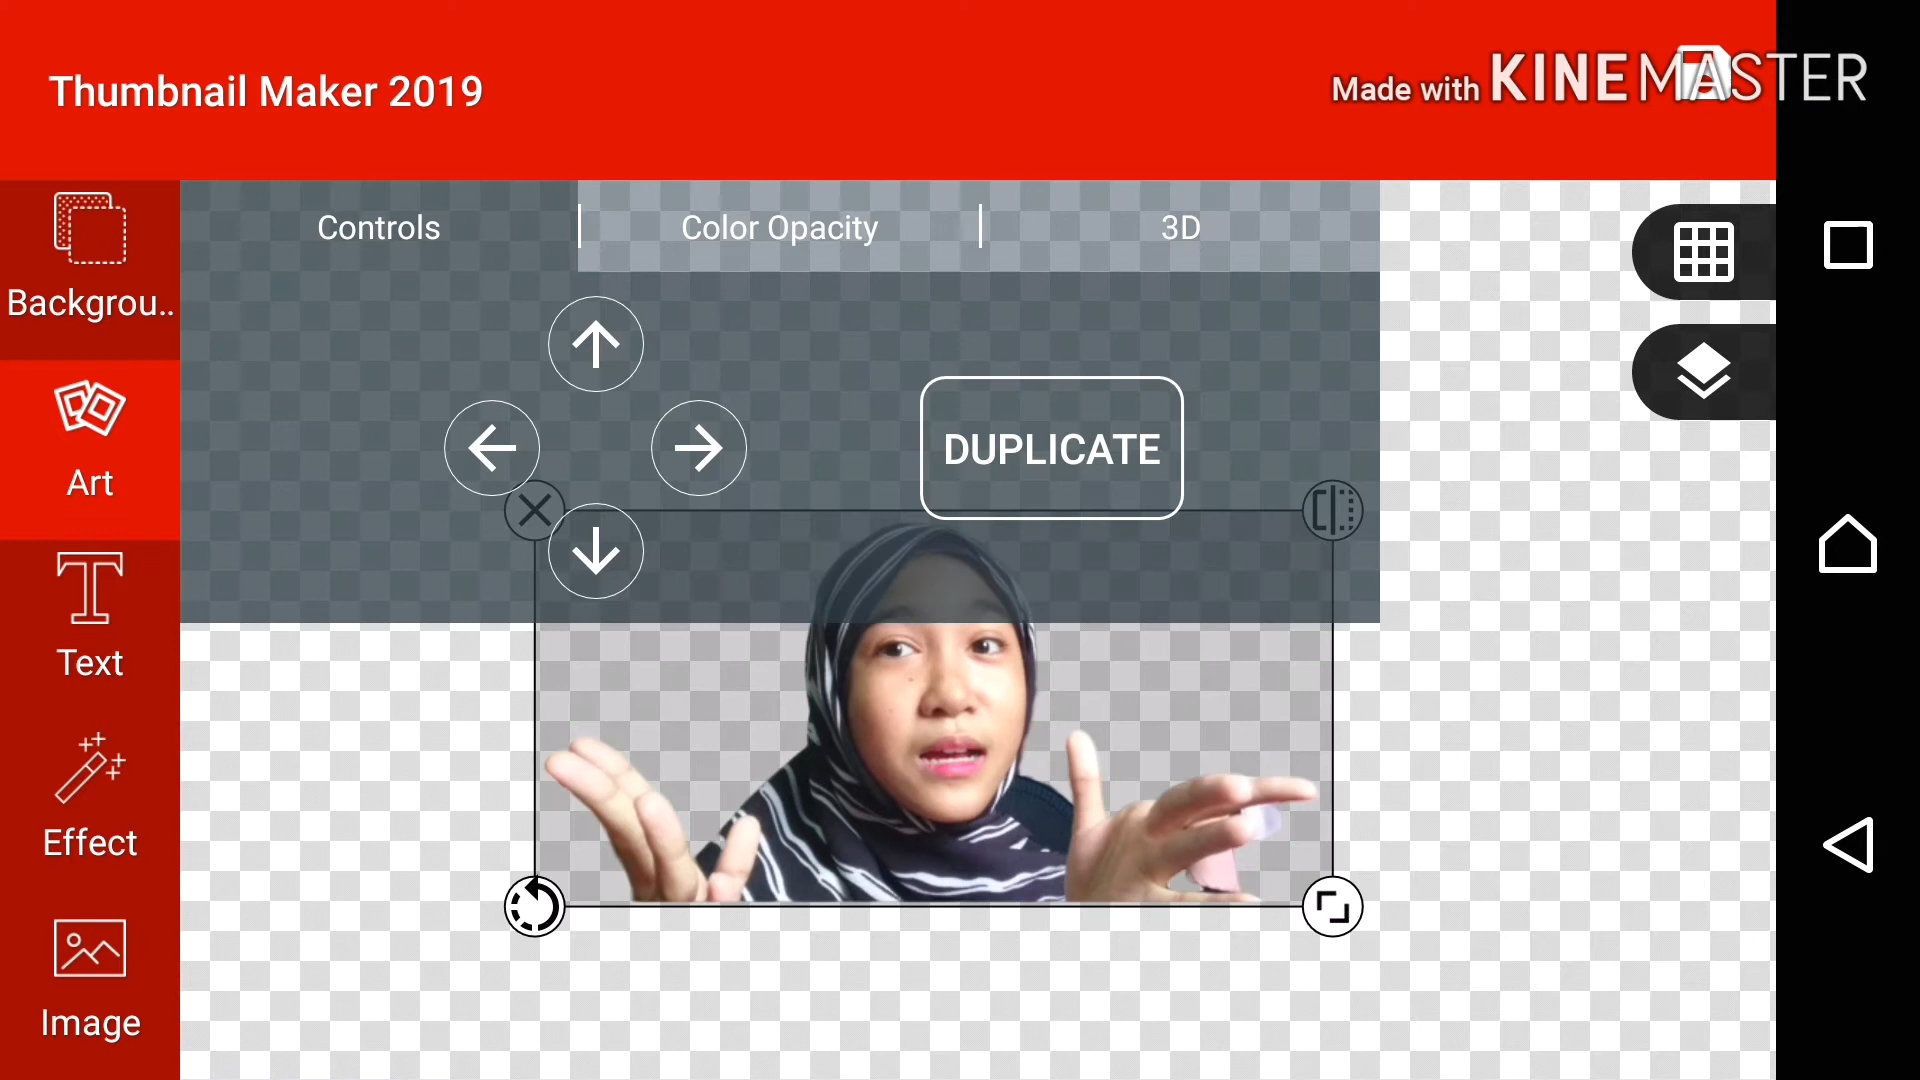 Thumbnail Maker 2019
Made with KINEMASTER
Controls
Color Opacity
3D
Backgrou..
DUPLICATE
Art
Text
Effect
Image